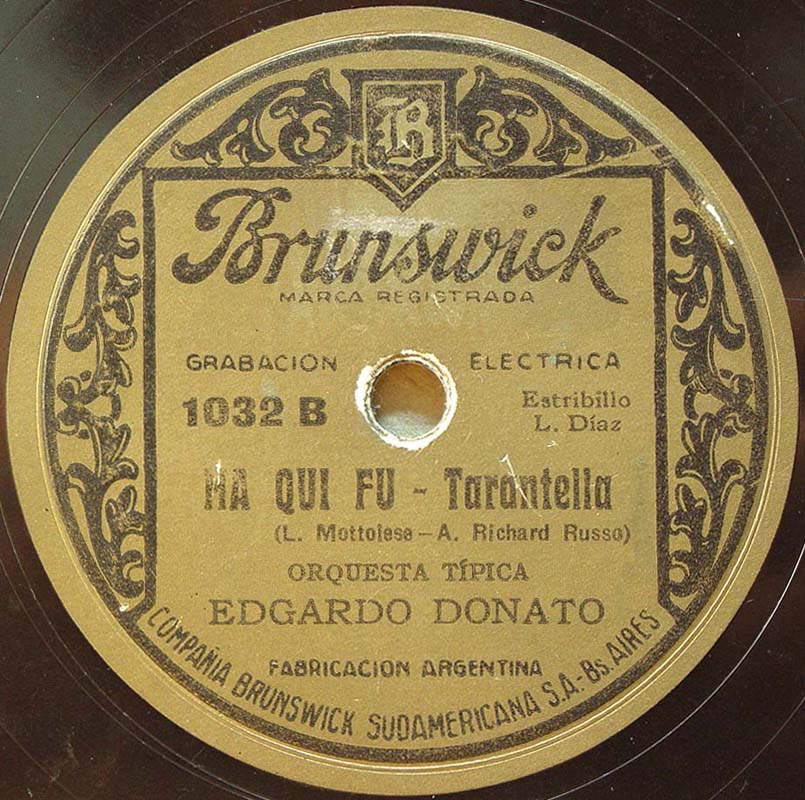 B
Brunswick
MARCA REGISTRADA
GRABACION ELECTRICA
1032 B
Estribillo
L. Díaz
MA QUI FU - Tarantella
(L. Mottolese - A. Richard Russo)
ORQUESTA TÍPICA
EDGARDO DONATO
FABRICACION ARGENTINA
COMPAÑIA BRUNSWICK SUDAMERICANA S.A.-Bs. AIRES